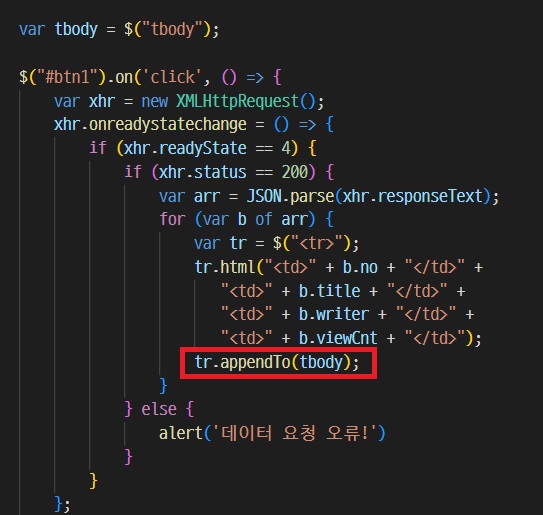 var tbody = $("tbody");
$("#btn1").on('click', () => {
var xhr = new XMLHttpRequest();
xhr.onreadystatechange = () => {
if (xhr.readyState == 4) {
if (xhr.status == 200) {
var arr = JSON.parse(xhr.responseText);
for (var b of arr) {
var tr = $("<tr>");
tr.html("<td>" + b.no + "</td>" +
"<td>" + b.title + "</td>" +
"<td>" + b.writer + "</td>" +
"<td>" + b.viewCnt + "</td>");
tr.appendTo(tbody);
}
} else {
alert('데이터 요청 오류!')
}
}
};